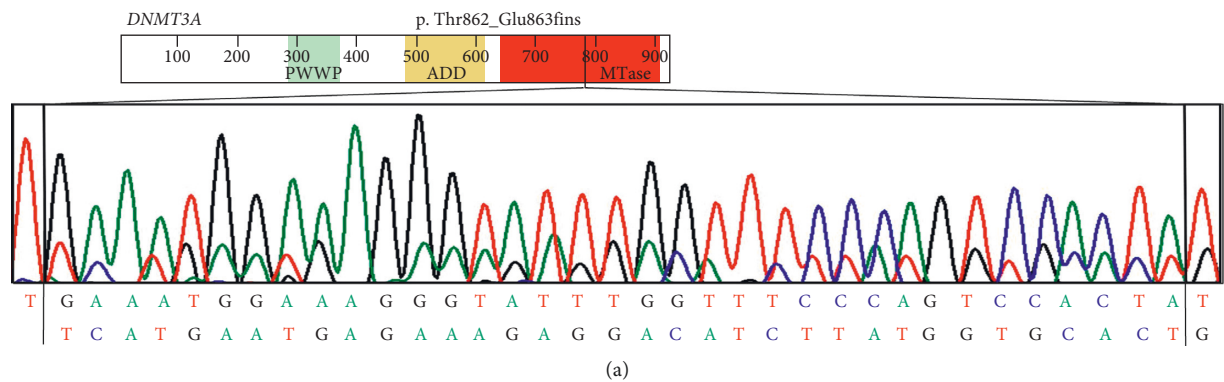 DNMT3A
p. Thr862_Glu863fins
100 200 300 400 500 600 700 800 900
PWWP ADD MTase
T G A A A T G G A A A G G G T A T T T G G T T T C C C A G T C C A C T A T
T C A T G A A T G A G A A A G A G G A C A T C T T A T G G T G C A C T G
(a)